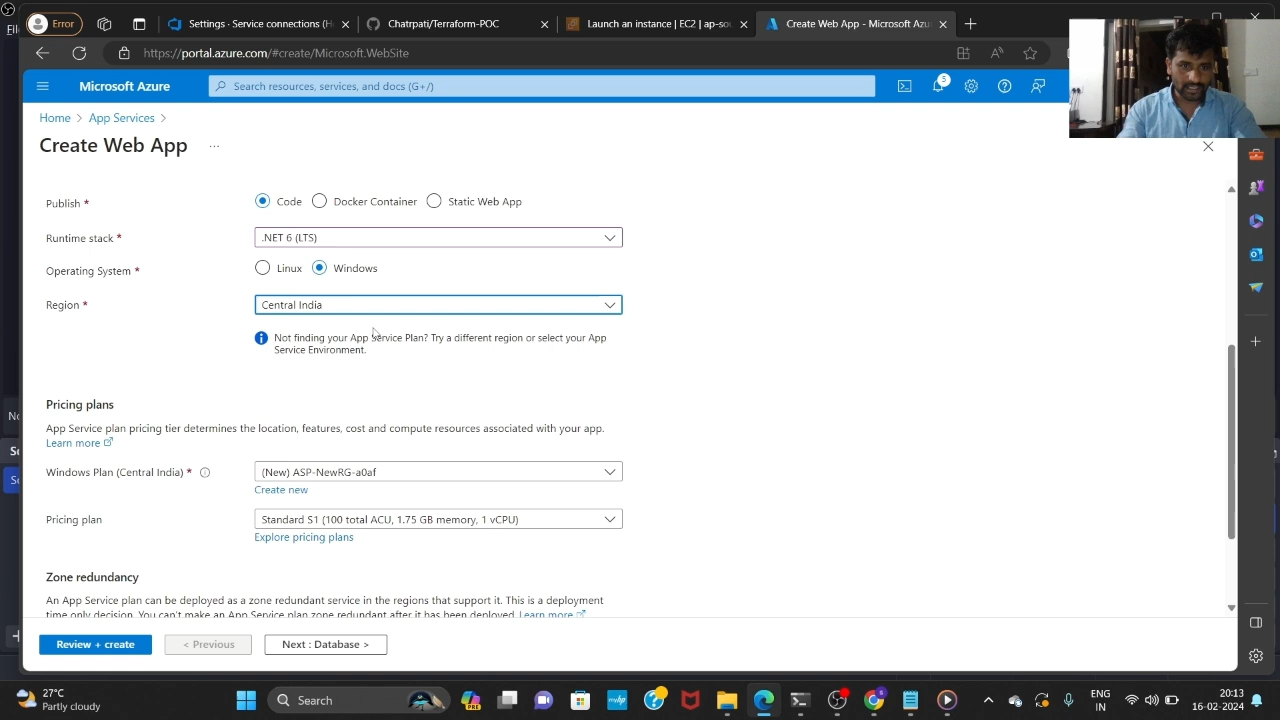 Error
Settings · Service connections (H
Chatrpati/Terraform-POC
Launch an instance | EC2 | ap-sou
Create Web App - Microsoft Azu
https://portal.azure.com/#create/Microsoft.WebSite
Microsoft Azure
Search resources, services, and docs (G+/)
5
Home > App Services >
Create Web App
...
Publish *
Code
Docker Container
Static Web App
Runtime stack *
.NET 6 (LTS)
Operating System *
Linux
Windows
Region *
Central India
Not finding your App Service Plan? Try a different region or select your App
Service Environment.
Pricing plans
App Service plan pricing tier determines the location, features, cost and compute resources associated with your app.
Learn more
Windows Plan (Central India) *
(New) ASP-NewRG-a0af
Create new
Pricing plan
Standard S1 (100 total ACU, 1.75 GB memory, 1 vCPU)
Explore pricing plans
Zone redundancy
An App Service plan can be deployed as a zone redundant service in the regions that support it. This is a deployment
time only decision. You can't make an App Service plan zone redundant after it has been deployed. Learn more
Review + create
< Previous
Next : Database >
27°C
Partly cloudy
Search
ENG
IN
20:13
16-02-2024